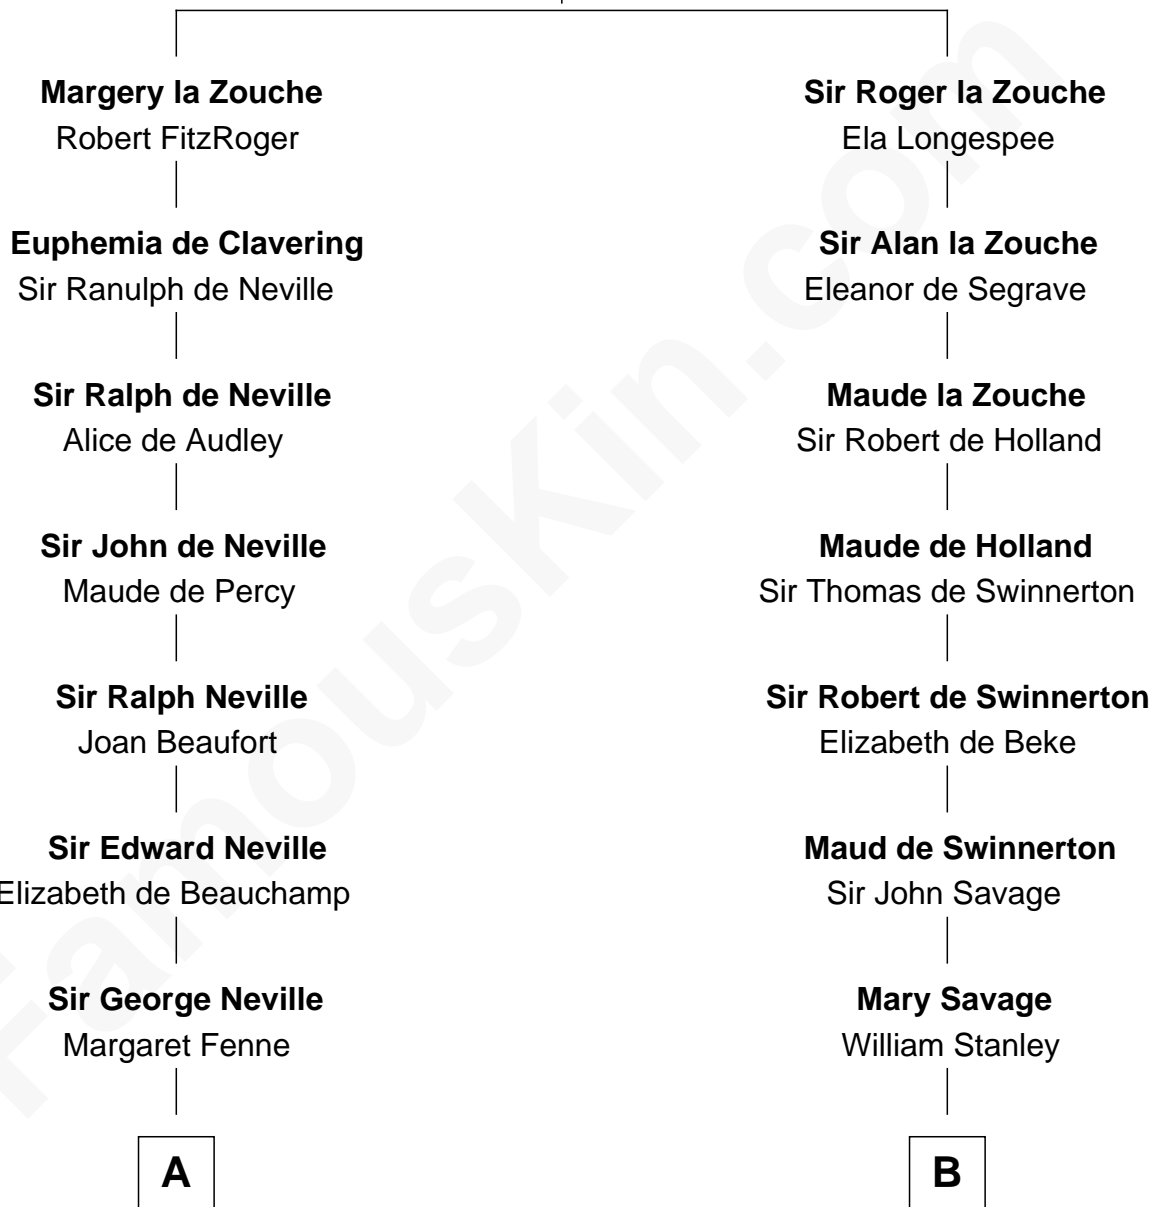 Margery la Zouche
Robert FitzRoger
Euphemia de Clavering
Sir Ranulph de Neville
Sir Ralph de Neville
Alice de Audley
Sir John de Neville
Maude de Percy
Sir Ralph Neville
Joan Beaufort
Sir Edward Neville
Elizabeth de Beauchamp
Sir George Neville
Margaret Fenne
A
Sir Roger la Zouche
Ela Longespee
Sir Alan la Zouche
Eleanor de Segrave
Maude la Zouche
Sir Robert de Holland
Maude de Holland
Sir Thomas de Swinnerton
Sir Robert de Swinnerton
Elizabeth de Beke
Maud de Swinnerton
Sir John Savage
Mary Savage
William Stanley
B
FamousKin.com